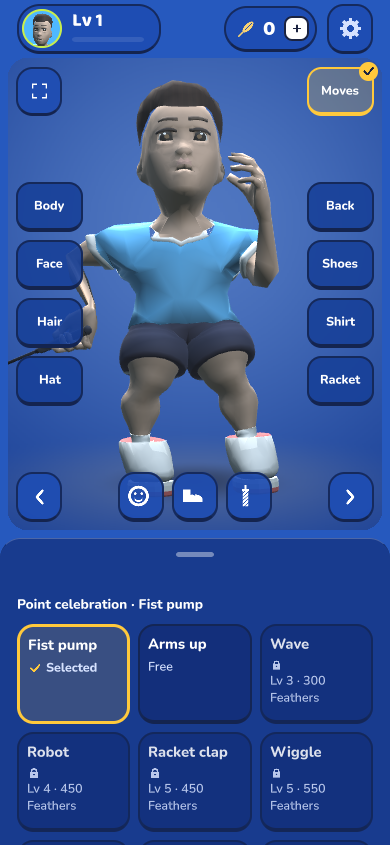 Lv 1
0
+
Moves
Body
Back
Face
Shoes
Hair
Shirt
Hat
Racket
Point celebration · Fist pump
Fist pump
Selected
Arms up
Free
Wave
Lv 3 · 300
Feathers
Robot
Lv 4 · 450
Feathers
Racket clap
Lv 5 · 450
Feathers
Wiggle
Lv 5 · 550
Feathers